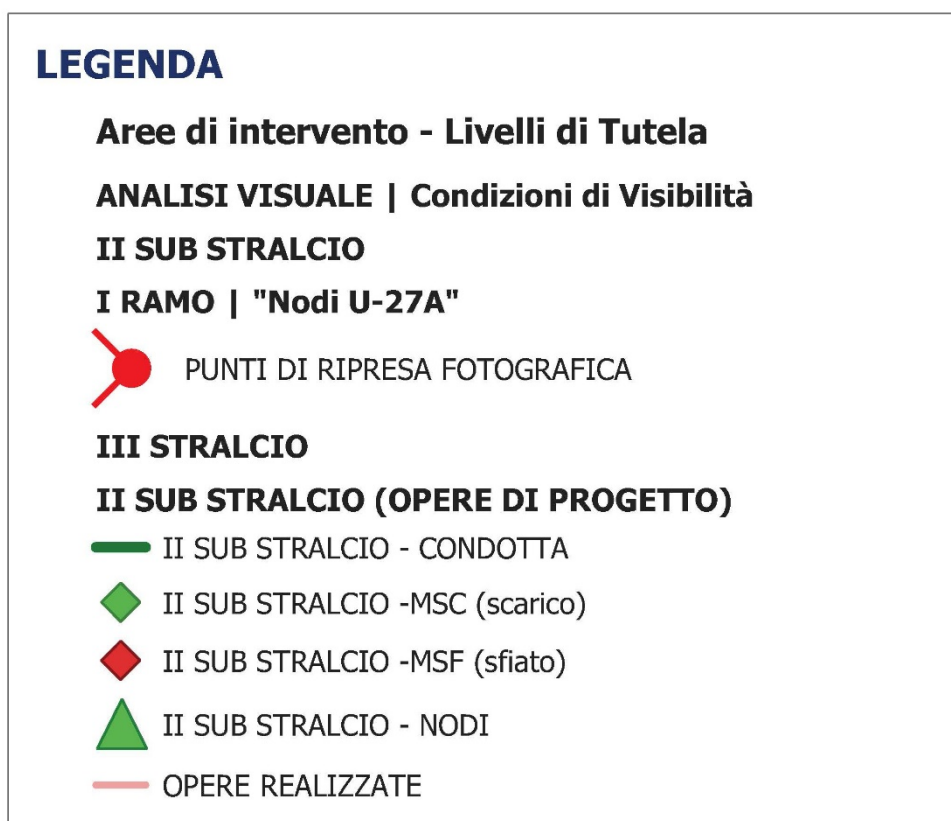 LEGENDA
Aree di intervento - Livelli di Tutela
ANALISI VISUALE | Condizioni di Visibilità
II SUB STRALCIO
I RAMO | "Nodi U-27A"
PUNTI DI RIPRESA FOTOGRAFICA
III STRALCIO
II SUB STRALCIO (OPERE DI PROGETTO)
II SUB STRALCIO - CONDOTTA
II SUB STRALCIO -MSC (scarico)
II SUB STRALCIO -MSF (sfiato)
II SUB STRALCIO - NODI
OPERE REALIZZATE